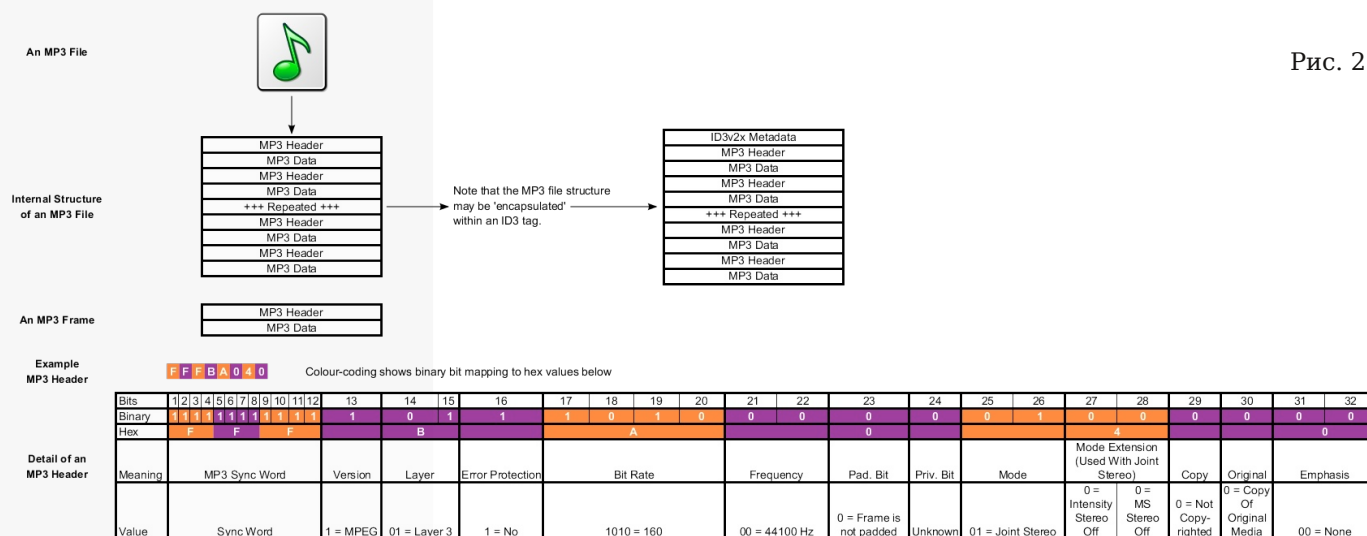 An MP3 File
Рис. 2
Internal Structure
of an MP3 File
MP3 Header
MP3 Data
MP3 Header
MP3 Data
+++ Repeated +++
MP3 Header
MP3 Data
MP3 Header
MP3 Data
Note that the MP3 file structure
may be 'encapsulated'
within an ID3 tag.
ID3v2x Metadata
MP3 Header
MP3 Data
MP3 Header
MP3 Data
+++ Repeated +++
MP3 Header
MP3 Data
MP3 Header
MP3 Data
An MP3 Frame
MP3 Header
MP3 Data
Example
MP3 Header
F F F B A 0 4 0
Colour-coding shows binary bit mapping to hex values below
Detail of an
MP3 Header
Bits 1 2 3 4 5 6 7 8 9 10 11 12 13 14 15 16 17 18 19 20 21 22 23 24 25 26 27 28 29 30 31 32
Binary 1 1 1 1 1 1 1 1 1 1 1 1 1 0 1 1 1 0 1 0 0 0 0 0 0 1 0 0 0 0 0 0
Hex F F F B A 0 4 0
Meaning MP3 Sync Word Version Layer Error Protection Bit Rate Frequency Pad. Bit Priv. Bit Mode
Mode Extension
(Used With Joint
Stereo)
Copy Original Emphasis
Value Sync Word 1 = MPEG 01 = Layer 3 1 = No 1010 = 160 00 = 44100 Hz
0 = Frame is
not padded
Unknown 01 = Joint Stereo
0 =
Intensity
Stereo
Off
0 =
MS
Stereo
Off
0 = Not
Copy-
righted
0 = Copy
Of
Original
Media
00 = None